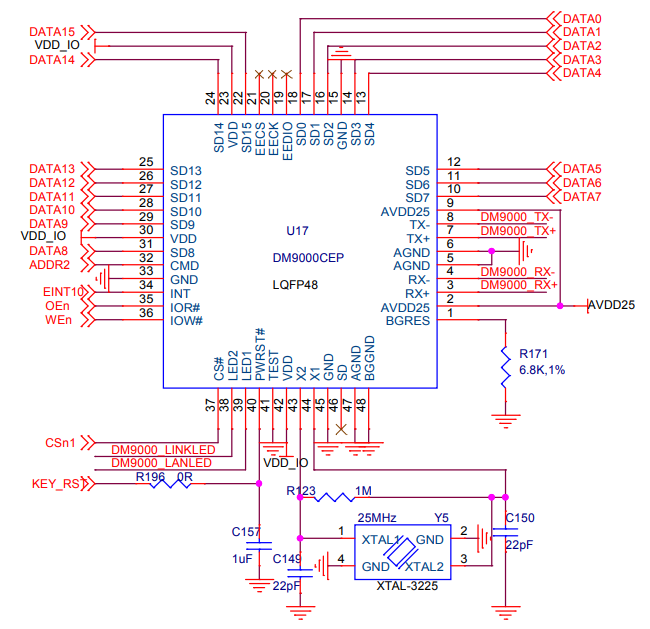 DATA15
VDD_IO
DATA14
DATA0
DATA1
DATA2
DATA3
DATA4
24
23
22
21
20
19
18
17
16
15
14
13
SD14
VDD
SD15
EECS
EECK
EEDIO
SD0
SD1
SD2
GND
SD3
SD4
DATA13 25 SD13
DATA12 26 SD12
DATA11 27 SD11
DATA10 28 SD10
DATA9 29 SD9
VDD_IO 30 VDD
DATA8 31 SD8
ADDR2 32 CMD
33 GND
EINT10 34 INT
OEn 35 IOR#
WEn 36 IOW#
U17
DM9000CEP
LQFP48
SD5 12 DATA5
SD6 11 DATA6
SD7 10 DATA7
AVDD25 9
TX- 8 DM9000_TX-
TX+ 7 DM9000_TX+
AGND 6
AGND 5
RX- 4 DM9000_RX-
RX+ 3 DM9000_RX+
AVDD25 2 AVDD25
BGRES 1
R171
6.8K,1%
CS#
LED2
LED1
PWRST#
TEST
VDD
X2
X1
GND
SD
AGND
BGGND
37
38
39
40
41
42
43
44
45
46
47
48
CSn1
DM9000_LINKLED
DM9000_LANLED
VDD_IO
KEY_RST
R196 0R
R123 1M
C157
1uF
C149
22pF
25MHz Y5
1 XTAL1 GND 2
4 GND XTAL2 3
XTAL-3225
C150
22pF